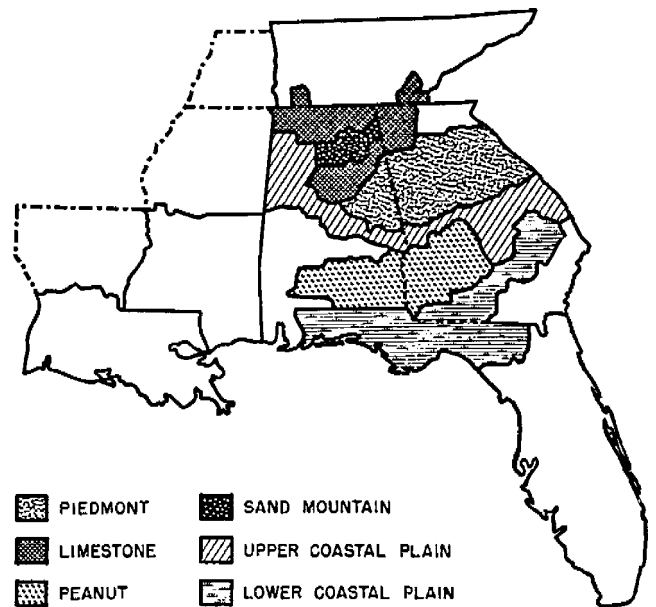 PIEDMONT
LIMESTONE
PEANUT
SAND MOUNTAIN
UPPER COASTAL PLAIN
LOWER COASTAL PLAIN